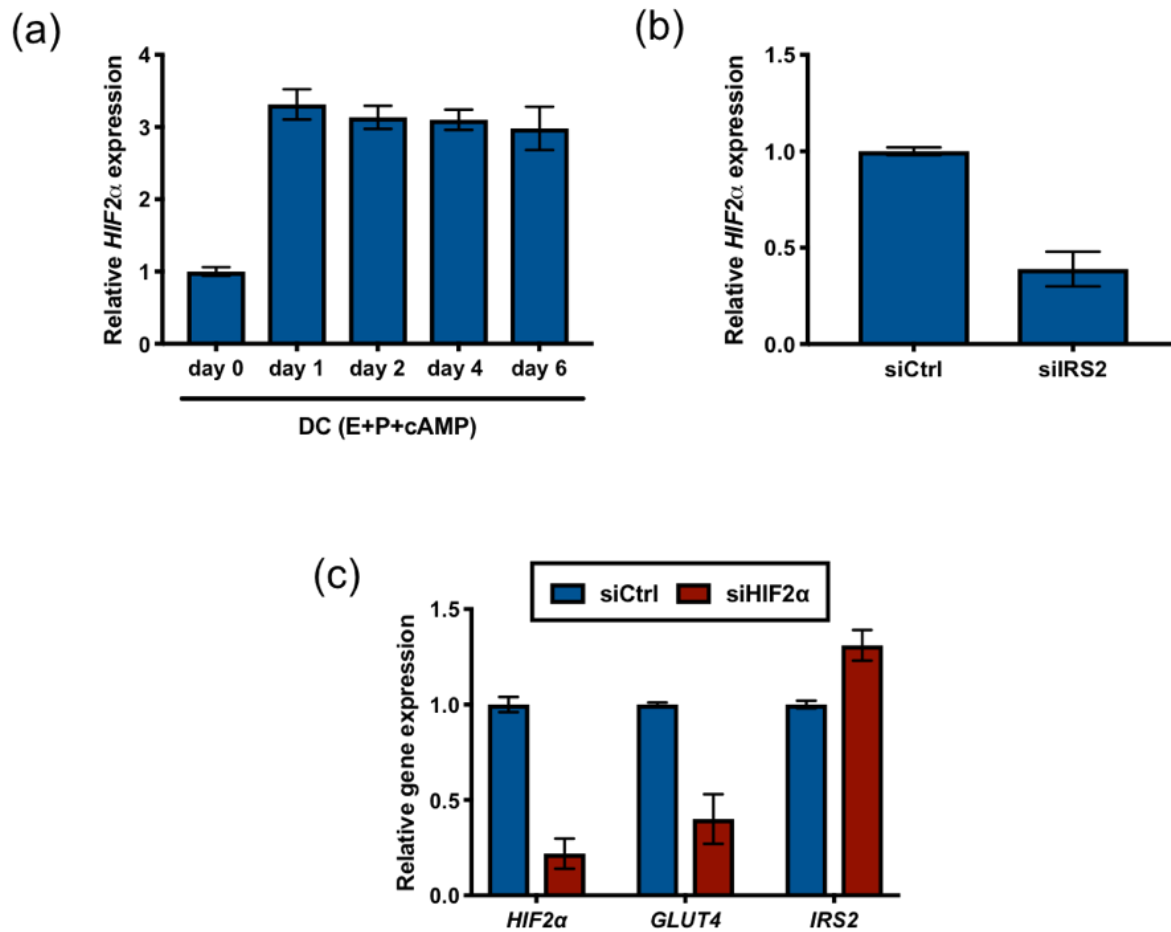 (a)
Relative HIF2α expression
4
3
2
1
0
day 0 day 1 day 2 day 4 day 6
DC (E+P+cAMP)
(b)
Relative HIF2α expression
1.5
1.0
0.5
0.0
siCtrl siIRS2
(c)
siCtrl siHIF2α
Relative gene expression
1.5
1.0
0.5
0.0
HIF2α GLUT4 IRS2